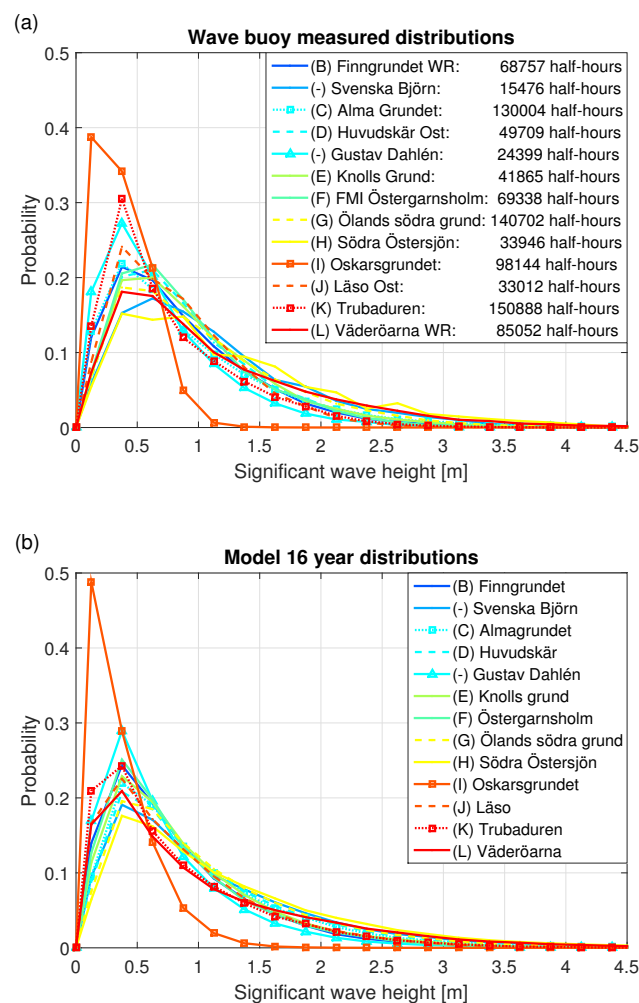 (a)
Wave buoy measured distributions
0.5
0.4
0.3
0.2
0.1
0
Probability
(B) Finngrundet WR: 68757 half-hours
(-) Svenska Björn: 15476 half-hours
(C) Alma Grundet: 130004 half-hours
(D) Huvudskär Ost: 49709 half-hours
(-) Gustav Dahlén: 24399 half-hours
(E) Knolls Grund: 41865 half-hours
(F) FMI Östergarnsholm: 69338 half-hours
(G) Ölands södra grund: 140702 half-hours
(H) Södra Östersjön: 33946 half-hours
(I) Oskarsgrundet: 98144 half-hours
(J) Läso Ost: 33012 half-hours
(K) Trubaduren: 150888 half-hours
(L) Väderöarna WR: 85052 half-hours
0 0.5 1 1.5 2 2.5 3 3.5 4 4.5
Significant wave height [m]
(b)
Model 16 year distributions
0.5
0.4
0.3
0.2
0.1
0
Probability
(B) Finngrundet
(-) Svenska Björn
(C) Almagrundet
(D) Huvudskär
(-) Gustav Dahlén
(E) Knolls grund
(F) Östergarnsholm
(G) Ölands södra grund
(H) Södra Östersjön
(I) Oskarsgrundet
(J) Läso
(K) Trubaduren
(L) Väderöarna
0 0.5 1 1.5 2 2.5 3 3.5 4 4.5
Significant wave height [m]